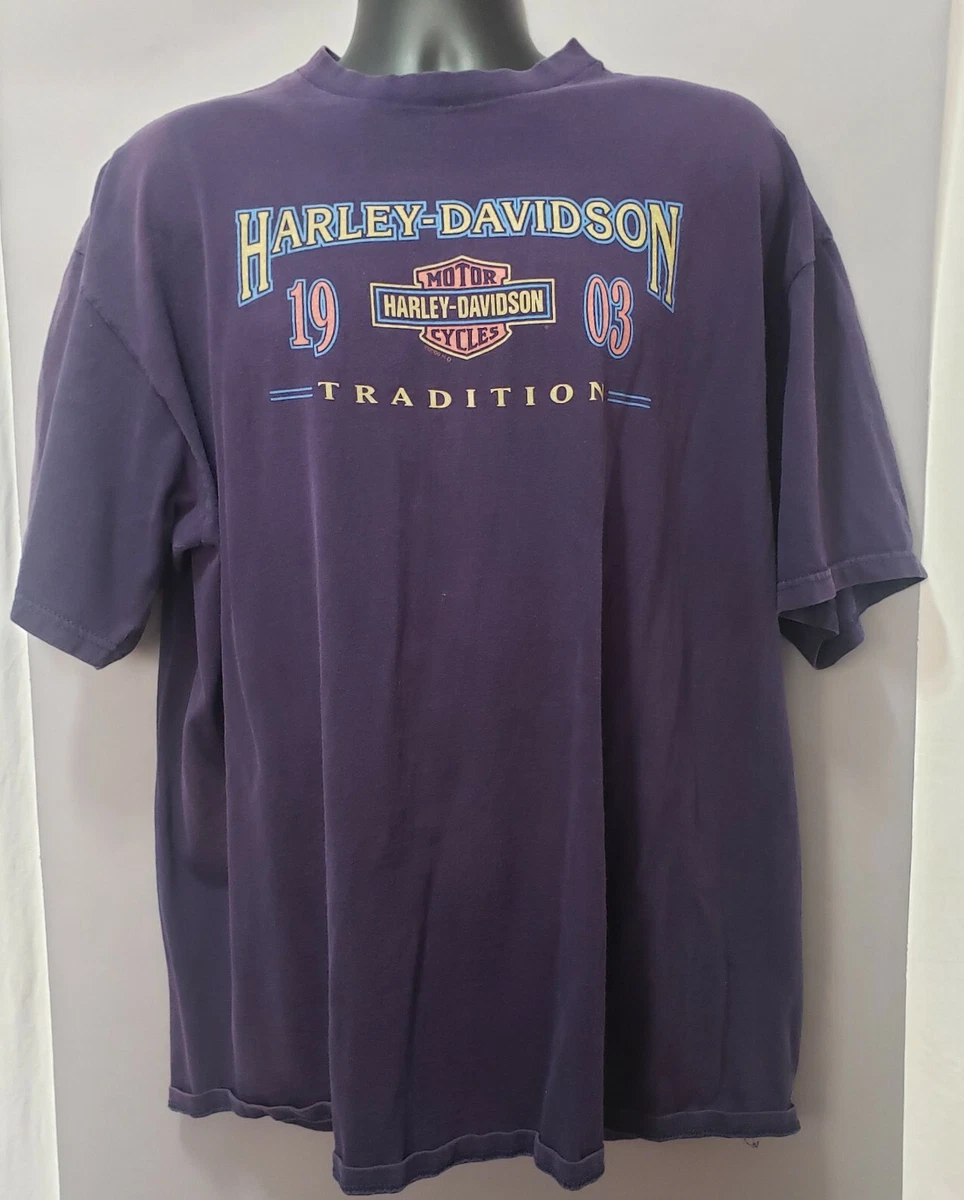 HARLEY-DAVIDSON
19 03
MOTOR
HARLEY-DAVIDSON
CYCLES
TRADITION